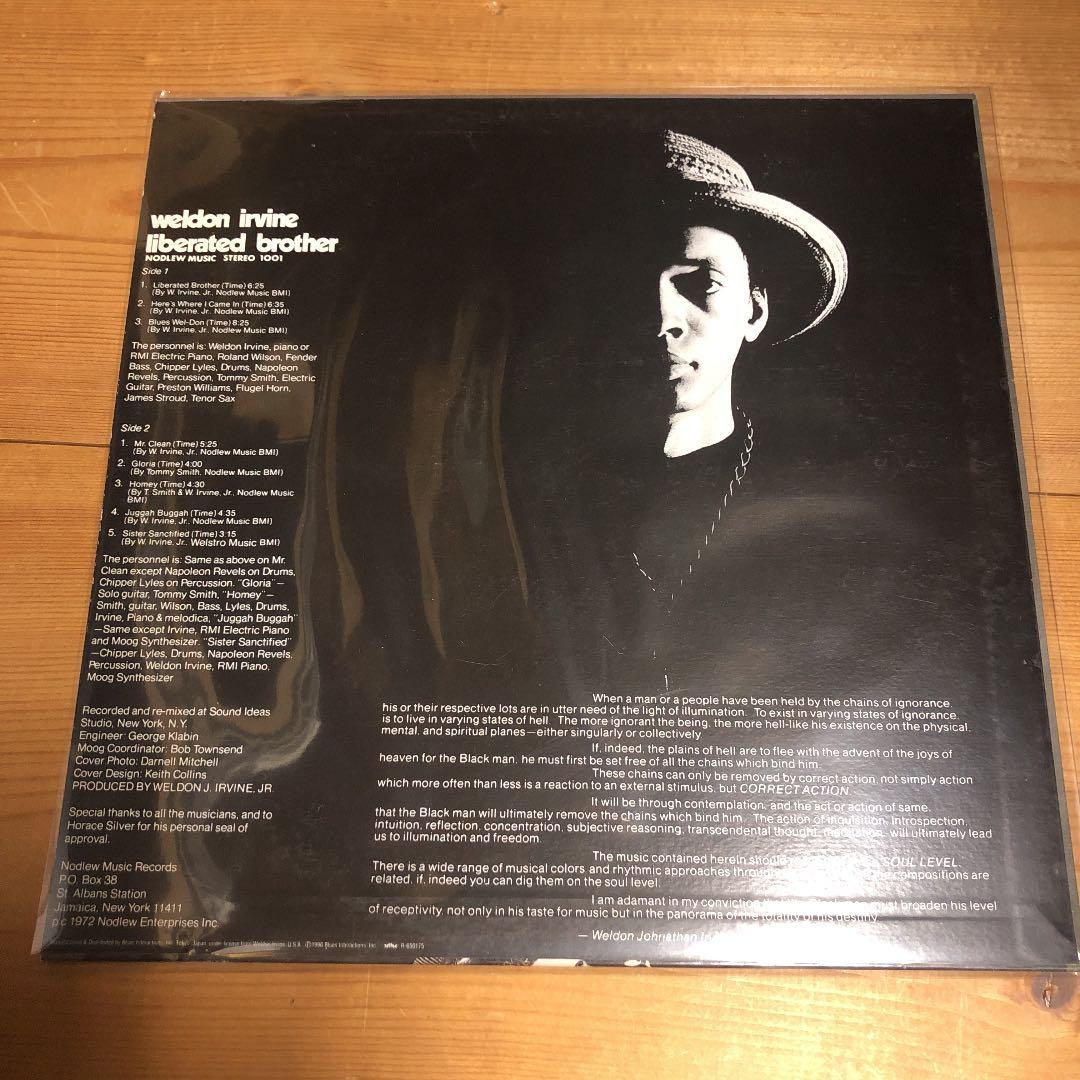 weldon irvine
liberated brother
NODLEW MUSIC STEREO 1001
Side 1
1. Liberated Brother (Time) 6:25
(By W. Irvine, Jr., Nodlew Music BMI)
2. Here's Where I Came In (Time) 6:35
(By W. Irvine, Jr., Nodlew Music BMI)
3. Blues Wel-Don (Time) 8:25
(By W. Irvine, Jr., Nodlew Music BMI)
The personnel is: Weldon Irvine, piano or
RMI Electric Piano, Roland Wilson, Fender
Bass, Chipper Lyles, Drums, Napoleon
Revels, Percussion, Tommy Smith, Electric
Guitar, Preston Williams, Flugel Horn,
James Stroud, Tenor Sax
Side 2
1. Mr. Clean (Time) 5:25
(By W. Irvine, Jr., Nodlew Music BMI)
2. Gloria (Time) 4:00
(By Tommy Smith, Nodlew Music BMI)
3. Homey (Time) 4:30
(By T. Smith & W. Irvine, Jr., Nodlew Music
BMI)
4. Juggah Buggah (Time) 4:35
(By W. Irvine, Jr., Nodlew Music BMI)
5. Sister Sanctified (Time) 3:15
(By W. Irvine, Jr., Welstro Music BMI)
The personnel is: Same as above on Mr.
Clean except Napoleon Revels on Drums,
Chipper Lyles on Percussion. "Gloria"—
Solo guitar, Tommy Smith, "Homey"—
Smith, guitar, Wilson, Bass, Lyles, Drums,
Irvine, Piano & melodica, "Juggah Buggah"
—Same except Irvine, RMI Electric Piano
and Moog Synthesizer. "Sister Sanctified"
—Chipper Lyles, Drums, Napoleon Revels,
Percussion, Weldon Irvine, RMI Piano,
Moog Synthesizer
Recorded and re-mixed at Sound Ideas
Studio, New York, N.Y.
Engineer: George Klabin
Moog Coordinator: Bob Townsend
Cover Photo: Darnell Mitchell
Cover Design: Keith Collins
PRODUCED BY WELDON J. IRVINE, JR.
Special thanks to all the musicians, and to
Horace Silver for his personal seal of
approval.
Nodlew Music Records
P.O. Box 38
St. Albans Station
Jamaica, New York 11411
p c 1972 Nodlew Enterprises Inc.
When a man or a people have been held by the chains of ignorance,
his or their respective lots are in utter need of the light of illumination. To exist in varying states of ignorance,
is to live in varying states of hell. The more ignorant the being, the more hell-like his existence on the physical,
mental, and spiritual planes—either singularly or collectively.
If, indeed, the plains of hell are to flee with the advent of the joys of
heaven for the Black man, he must first be set free of all the chains which bind him.
These chains can only be removed by correct action, not simply action
which more often than less is a reaction to an external stimulus, but CORRECT ACTION.
It will be through contemplation, and the act or action of same,
that the Black man will ultimately remove the chains which bind him. The action of inquisition, introspection,
intuition, reflection, concentration, subjective reasoning, transcendental thought, meditation, will ultimately lead
us to illumination and freedom.
The music contained herein should SOUL LEVEL.
There is a wide range of musical colors and rhythmic approaches compositions are
related, if, indeed you can dig them on the soul level.
I am adamant in my conviction that the Black man must broaden his level
of receptivity, not only in his taste for music but in the panorama of the totality of his destiny.
— Weldon Johnathan
Manufactured & Distributed by Blues Interactions, Inc. Tokyo, Japan under license from Weldon Irvine, U.S.A. Ⓟ1996 Blues Interactions, Inc. R-650175